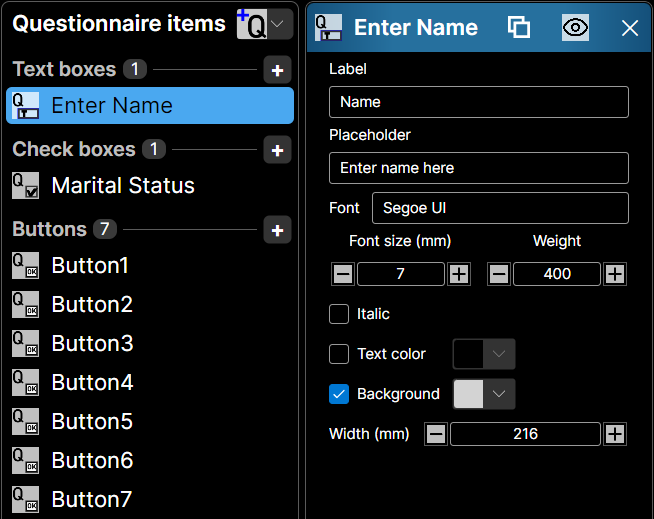 Questionnaire items
Text boxes 1
Enter Name
Check boxes 1
Marital Status
Buttons 7
Button1
Button2
Button3
Button4
Button5
Button6
Button7
Enter Name
Label
Name
Placeholder
Enter name here
Font Segoe UI
Font size (mm) Weight
7 400
Italic
Text color
Background
Width (mm) 216